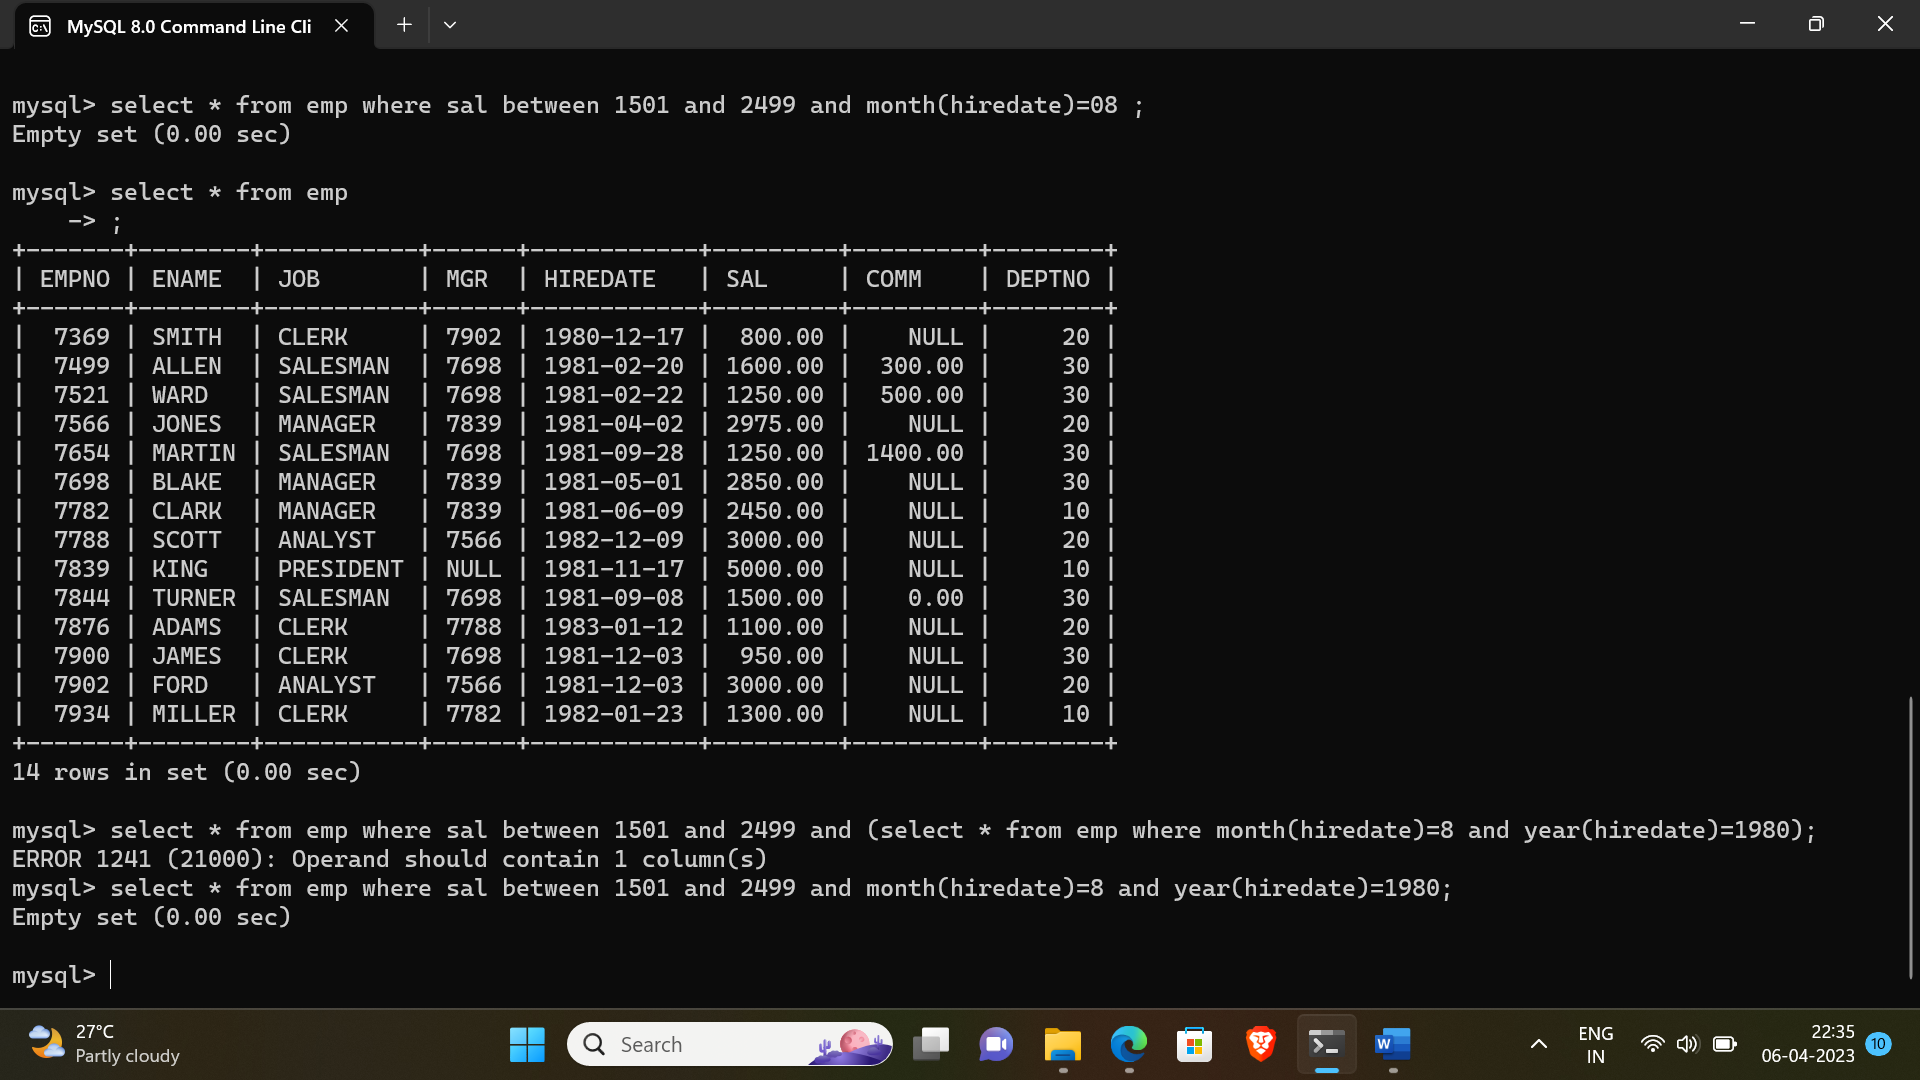 MySQL 8.0 Command Line Cli
mysql> select * from emp where sal between 1501 and 2499 and month(hiredate)=08 ;
Empty set (0.00 sec)
mysql> select * from emp
    -> ;
+-------+--------+-----------+------+------------+---------+---------+--------+
| EMPNO | ENAME  | JOB       | MGR  | HIREDATE   | SAL     | COMM    | DEPTNO |
+-------+--------+-----------+------+------------+---------+---------+--------+
|  7369 | SMITH  | CLERK     | 7902 | 1980-12-17 |  800.00 |    NULL |     20 |
|  7499 | ALLEN  | SALESMAN  | 7698 | 1981-02-20 | 1600.00 |  300.00 |     30 |
|  7521 | WARD   | SALESMAN  | 7698 | 1981-02-22 | 1250.00 |  500.00 |     30 |
|  7566 | JONES  | MANAGER   | 7839 | 1981-04-02 | 2975.00 |    NULL |     20 |
|  7654 | MARTIN | SALESMAN  | 7698 | 1981-09-28 | 1250.00 | 1400.00 |     30 |
|  7698 | BLAKE  | MANAGER   | 7839 | 1981-05-01 | 2850.00 |    NULL |     30 |
|  7782 | CLARK  | MANAGER   | 7839 | 1981-06-09 | 2450.00 |    NULL |     10 |
|  7788 | SCOTT  | ANALYST   | 7566 | 1982-12-09 | 3000.00 |    NULL |     20 |
|  7839 | KING   | PRESIDENT | NULL | 1981-11-17 | 5000.00 |    NULL |     10 |
|  7844 | TURNER | SALESMAN  | 7698 | 1981-09-08 | 1500.00 |    0.00 |     30 |
|  7876 | ADAMS  | CLERK     | 7788 | 1983-01-12 | 1100.00 |    NULL |     20 |
|  7900 | JAMES  | CLERK     | 7698 | 1981-12-03 |  950.00 |    NULL |     30 |
|  7902 | FORD   | ANALYST   | 7566 | 1981-12-03 | 3000.00 |    NULL |     20 |
|  7934 | MILLER | CLERK     | 7782 | 1982-01-23 | 1300.00 |    NULL |     10 |
+-------+--------+-----------+------+------------+---------+---------+--------+
14 rows in set (0.00 sec)
mysql> select * from emp where sal between 1501 and 2499 and (select * from emp where month(hiredate)=8 and year(hiredate)=1980);
ERROR 1241 (21000): Operand should contain 1 column(s)
mysql> select * from emp where sal between 1501 and 2499 and month(hiredate)=8 and year(hiredate)=1980;
Empty set (0.00 sec)
mysql>
27°C
Partly cloudy
Search
ENG
IN
22:35
06-04-2023
10